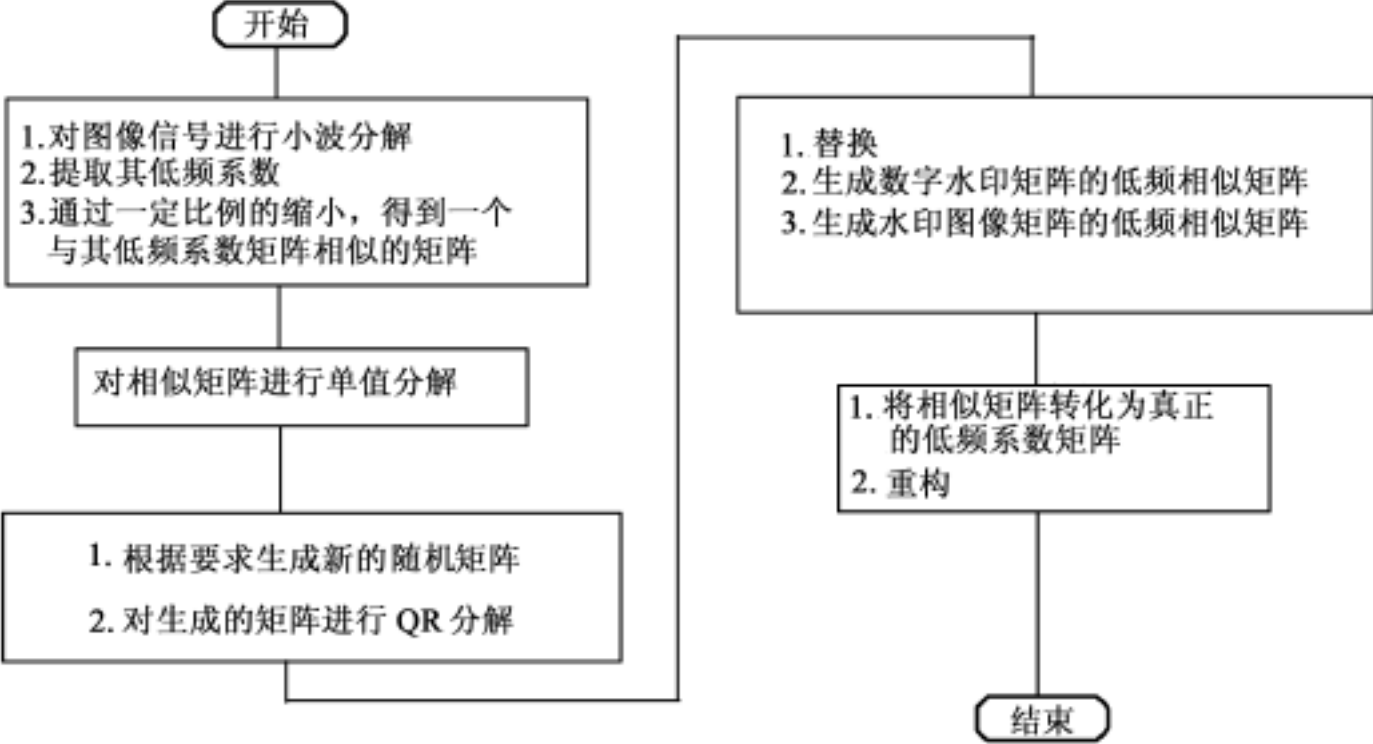 开始
1.对图像信号进行小波分解
2.提取其低频系数
3.通过一定比例的缩小，得到一个
与其低频系数矩阵相似的矩阵
对相似矩阵进行单值分解
1. 根据要求生成新的随机矩阵
2. 对生成的矩阵进行 QR 分解
1. 替换
2. 生成数字水印矩阵的低频相似矩阵
3. 生成水印图像矩阵的低频相似矩阵
1. 将相似矩阵转化为真正
的低频系数矩阵
2. 重构
结束